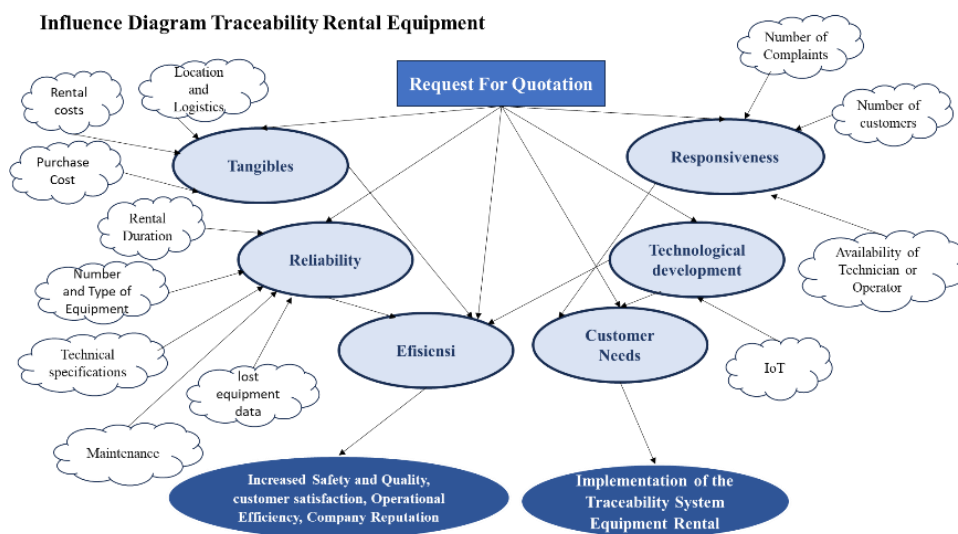 Influence Diagram Traceability Rental Equipment
Number of
Complaints
Location
and
Logistics
Rental
costs
Request For Quotation
Number of
customers
Tangibles
Responsiveness
Purchase
Cost
Rental
Duration
Reliability
Technological
development
Availability of
Technician or
Operator
Number
and Type of
Equipment
Efisiensi
Customer
Needs
Technical
specifications
IoT
lost
equipment
data
Maintenance
Increased Safety and Quality,
customer satisfaction, Operational
Efficiency, Company Reputation
Implementation of the
Traceability System
Equipment Rental